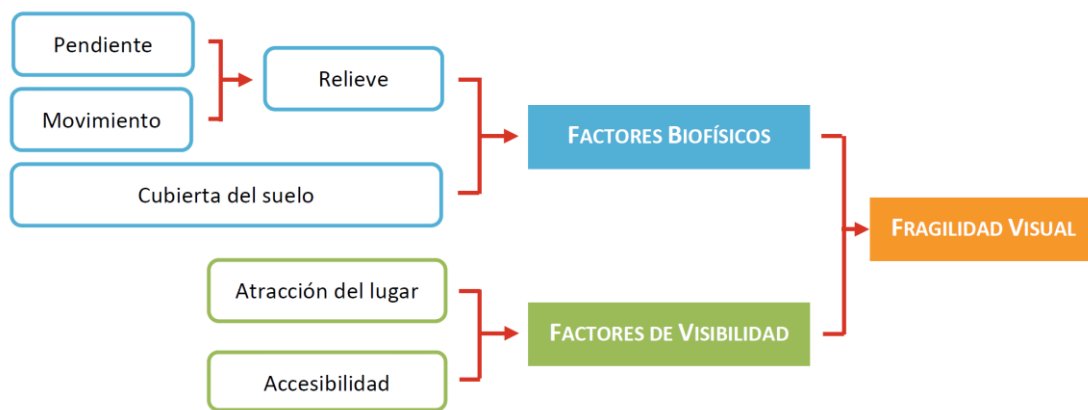 Pendiente
Movimiento
Relieve
Cubierta del suelo
FACTORES BIOFÍSICOS
Atracción del lugar
Accesibilidad
FACTORES DE VISIBILIDAD
FRAGILIDAD VISUAL